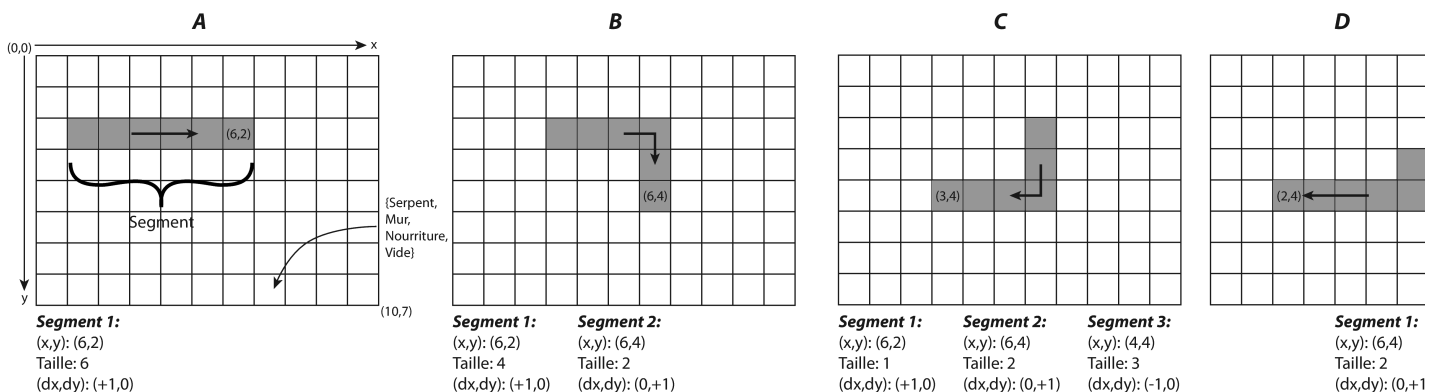 A
B
C
D
(0,0)
x
(6,2)
Segment
{Serpent,
Mur,
Nourriture,
Vide}
y
(10,7)
(6,4)
(3,4)
(2,4)
Segment 1:
(x,y): (6,2)
Taille: 6
(dx,dy): (+1,0)
Segment 1:
(x,y): (6,2)
Taille: 4
(dx,dy): (+1,0)
Segment 2:
(x,y): (6,4)
Taille: 2
(dx,dy): (0,+1)
Segment 1:
(x,y): (6,2)
Taille: 1
(dx,dy): (+1,0)
Segment 2:
(x,y): (6,4)
Taille: 2
(dx,dy): (0,+1)
Segment 3:
(x,y): (4,4)
Taille: 3
(dx,dy): (-1,0)
Segment 1:
(x,y): (6,4)
Taille: 2
(dx,dy): (0,+1